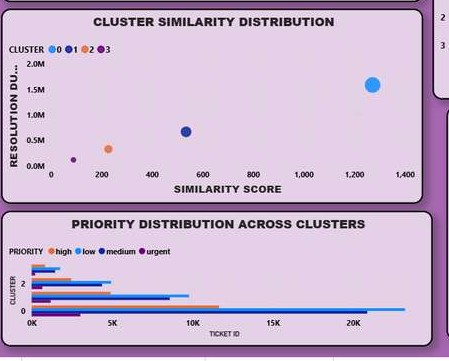 CLUSTER SIMILARITY DISTRIBUTION
CLUSTER 0 1 2 3
RESOLUTION DU...
2.0M
1.5M
1.0M
0.5M
0.0M
0 200 400 600 800 1,000 1,200 1,400
SIMILARITY SCORE
2
3
PRIORITY DISTRIBUTION ACROSS CLUSTERS
PRIORITY high low medium urgent
CLUSTER
2
0
0K 5K 10K 15K 20K
TICKET ID